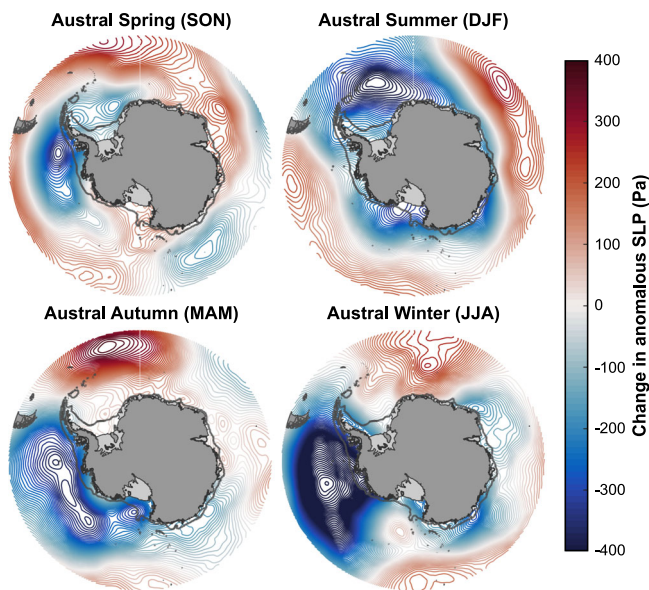 Austral Spring (SON)
Austral Summer (DJF)
Austral Autumn (MAM)
Austral Winter (JJA)
400
300
200
100
0
-100
-200
-300
-400
Change in anomalous SLP (Pa)